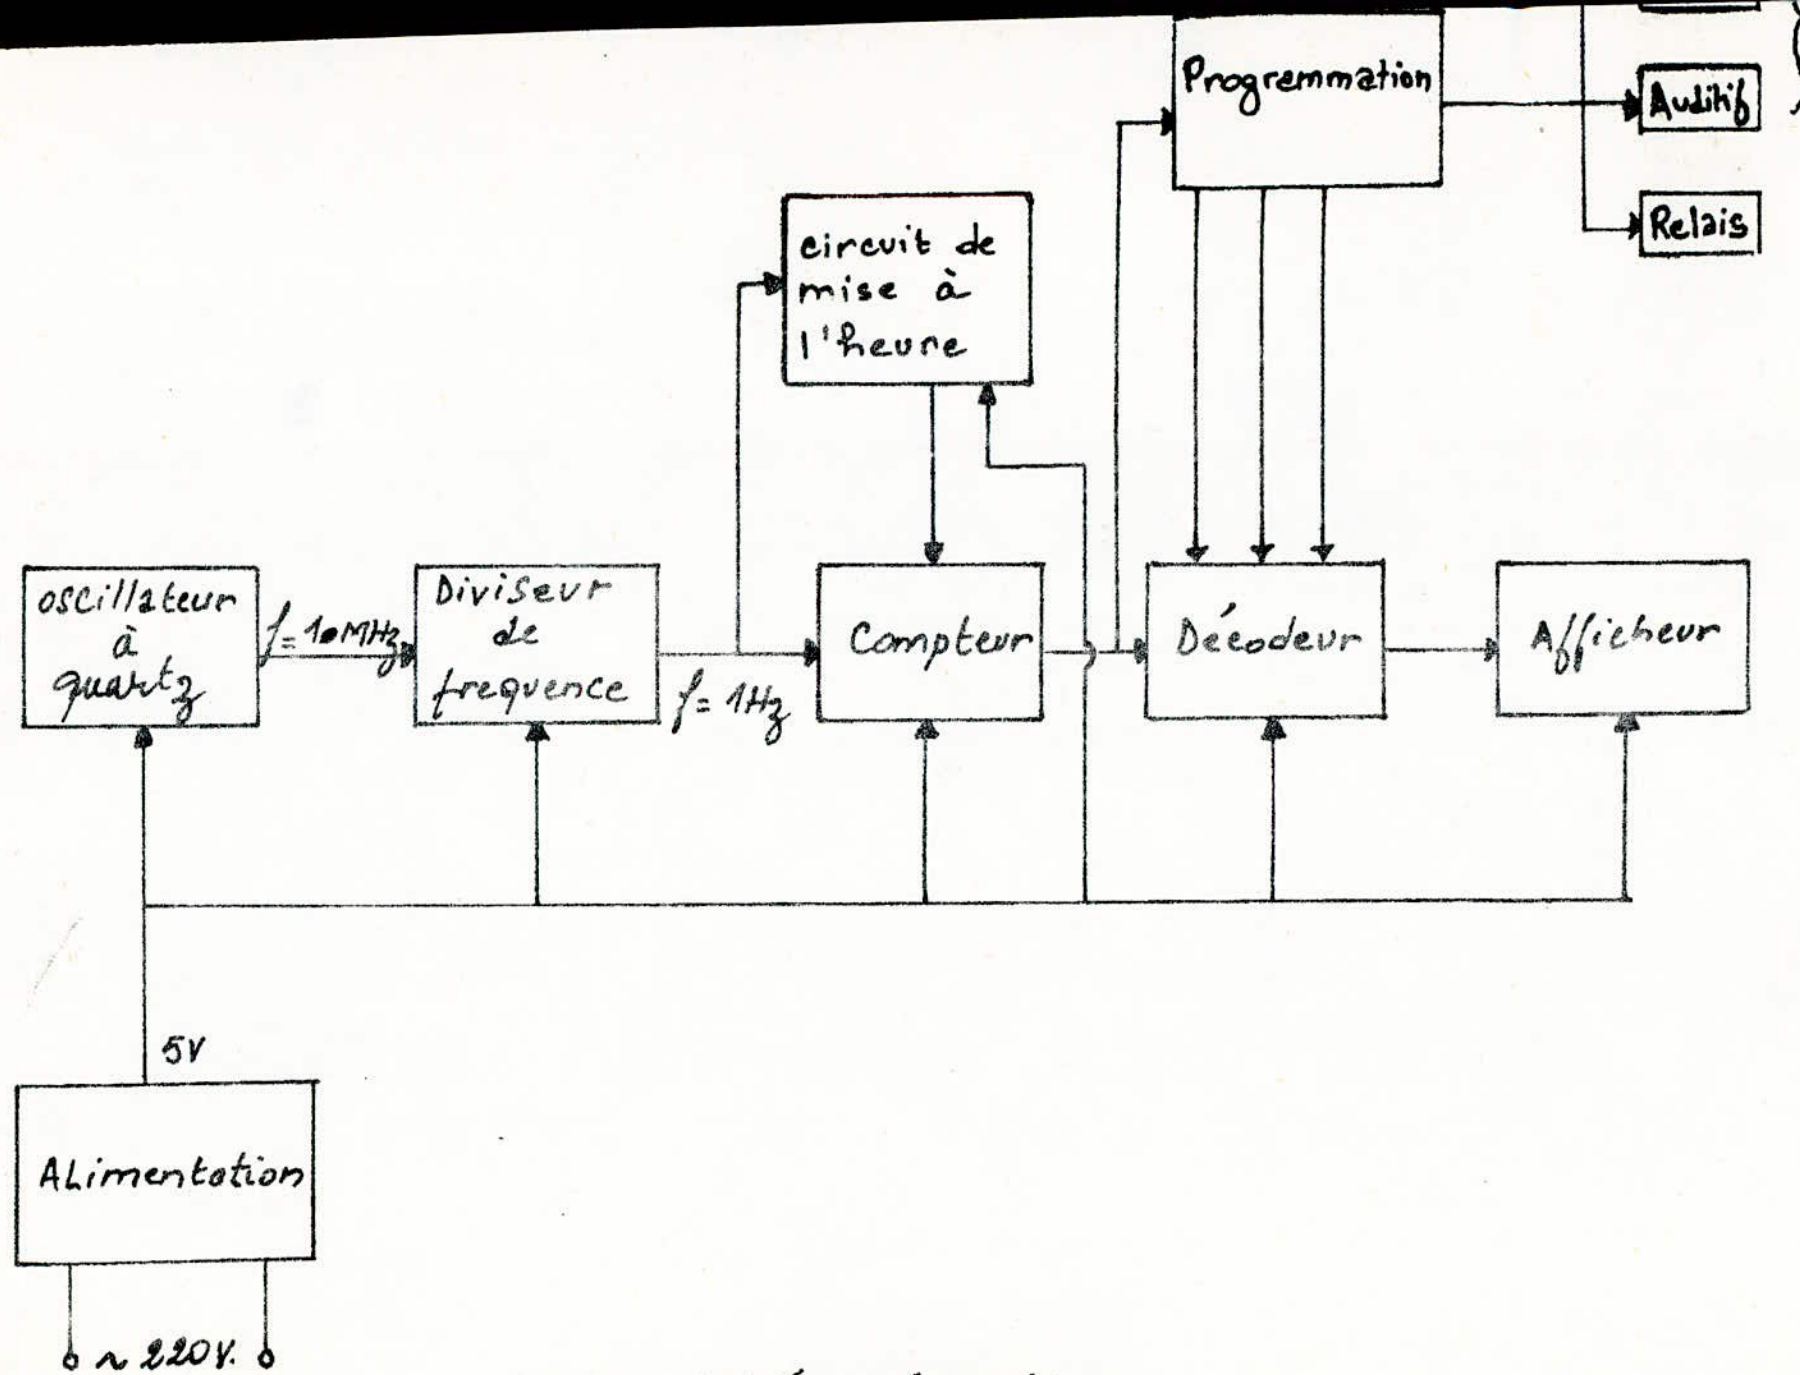 Progremmation
Auditif
Relais
circuit de
mise à
l'heure
oscillateur
à
quartz
f=10MHz
Diviseur
de
frequence
f=1Hz
Compteur
Décodeur
Afficheur
5V
ALimentation
~220V.